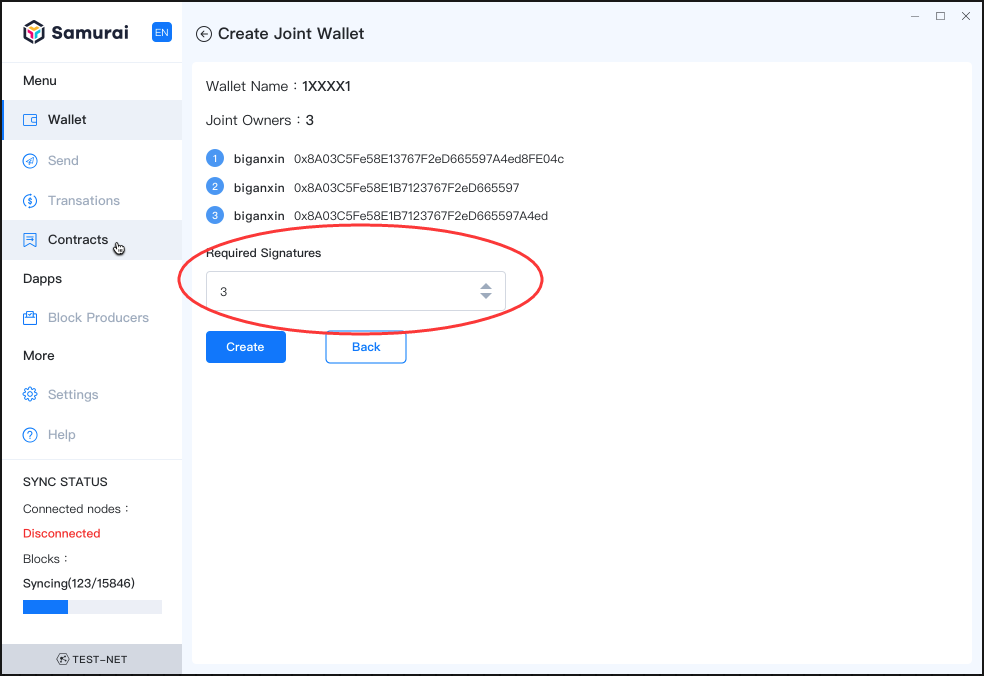 Samurai
EN
Menu
Wallet
Send
Transations
Contracts
Dapps
Block Producers
More
Settings
Help
SYNC STATUS
Connected nodes :
Disconnected
Blocks :
Syncing(123/15846)
TEST-NET
Create Joint Wallet
Wallet Name : 1XXXX1
Joint Owners : 3
1 biganxin 0x8A03C5Fe58E13767F2eD665597A4ed8FE04c
2 biganxin 0x8A03C5Fe58E1B7123767F2eD665597
3 biganxin 0x8A03C5Fe58E1B7123767F2eD665597A4ed
Required Signatures
3
Create Back